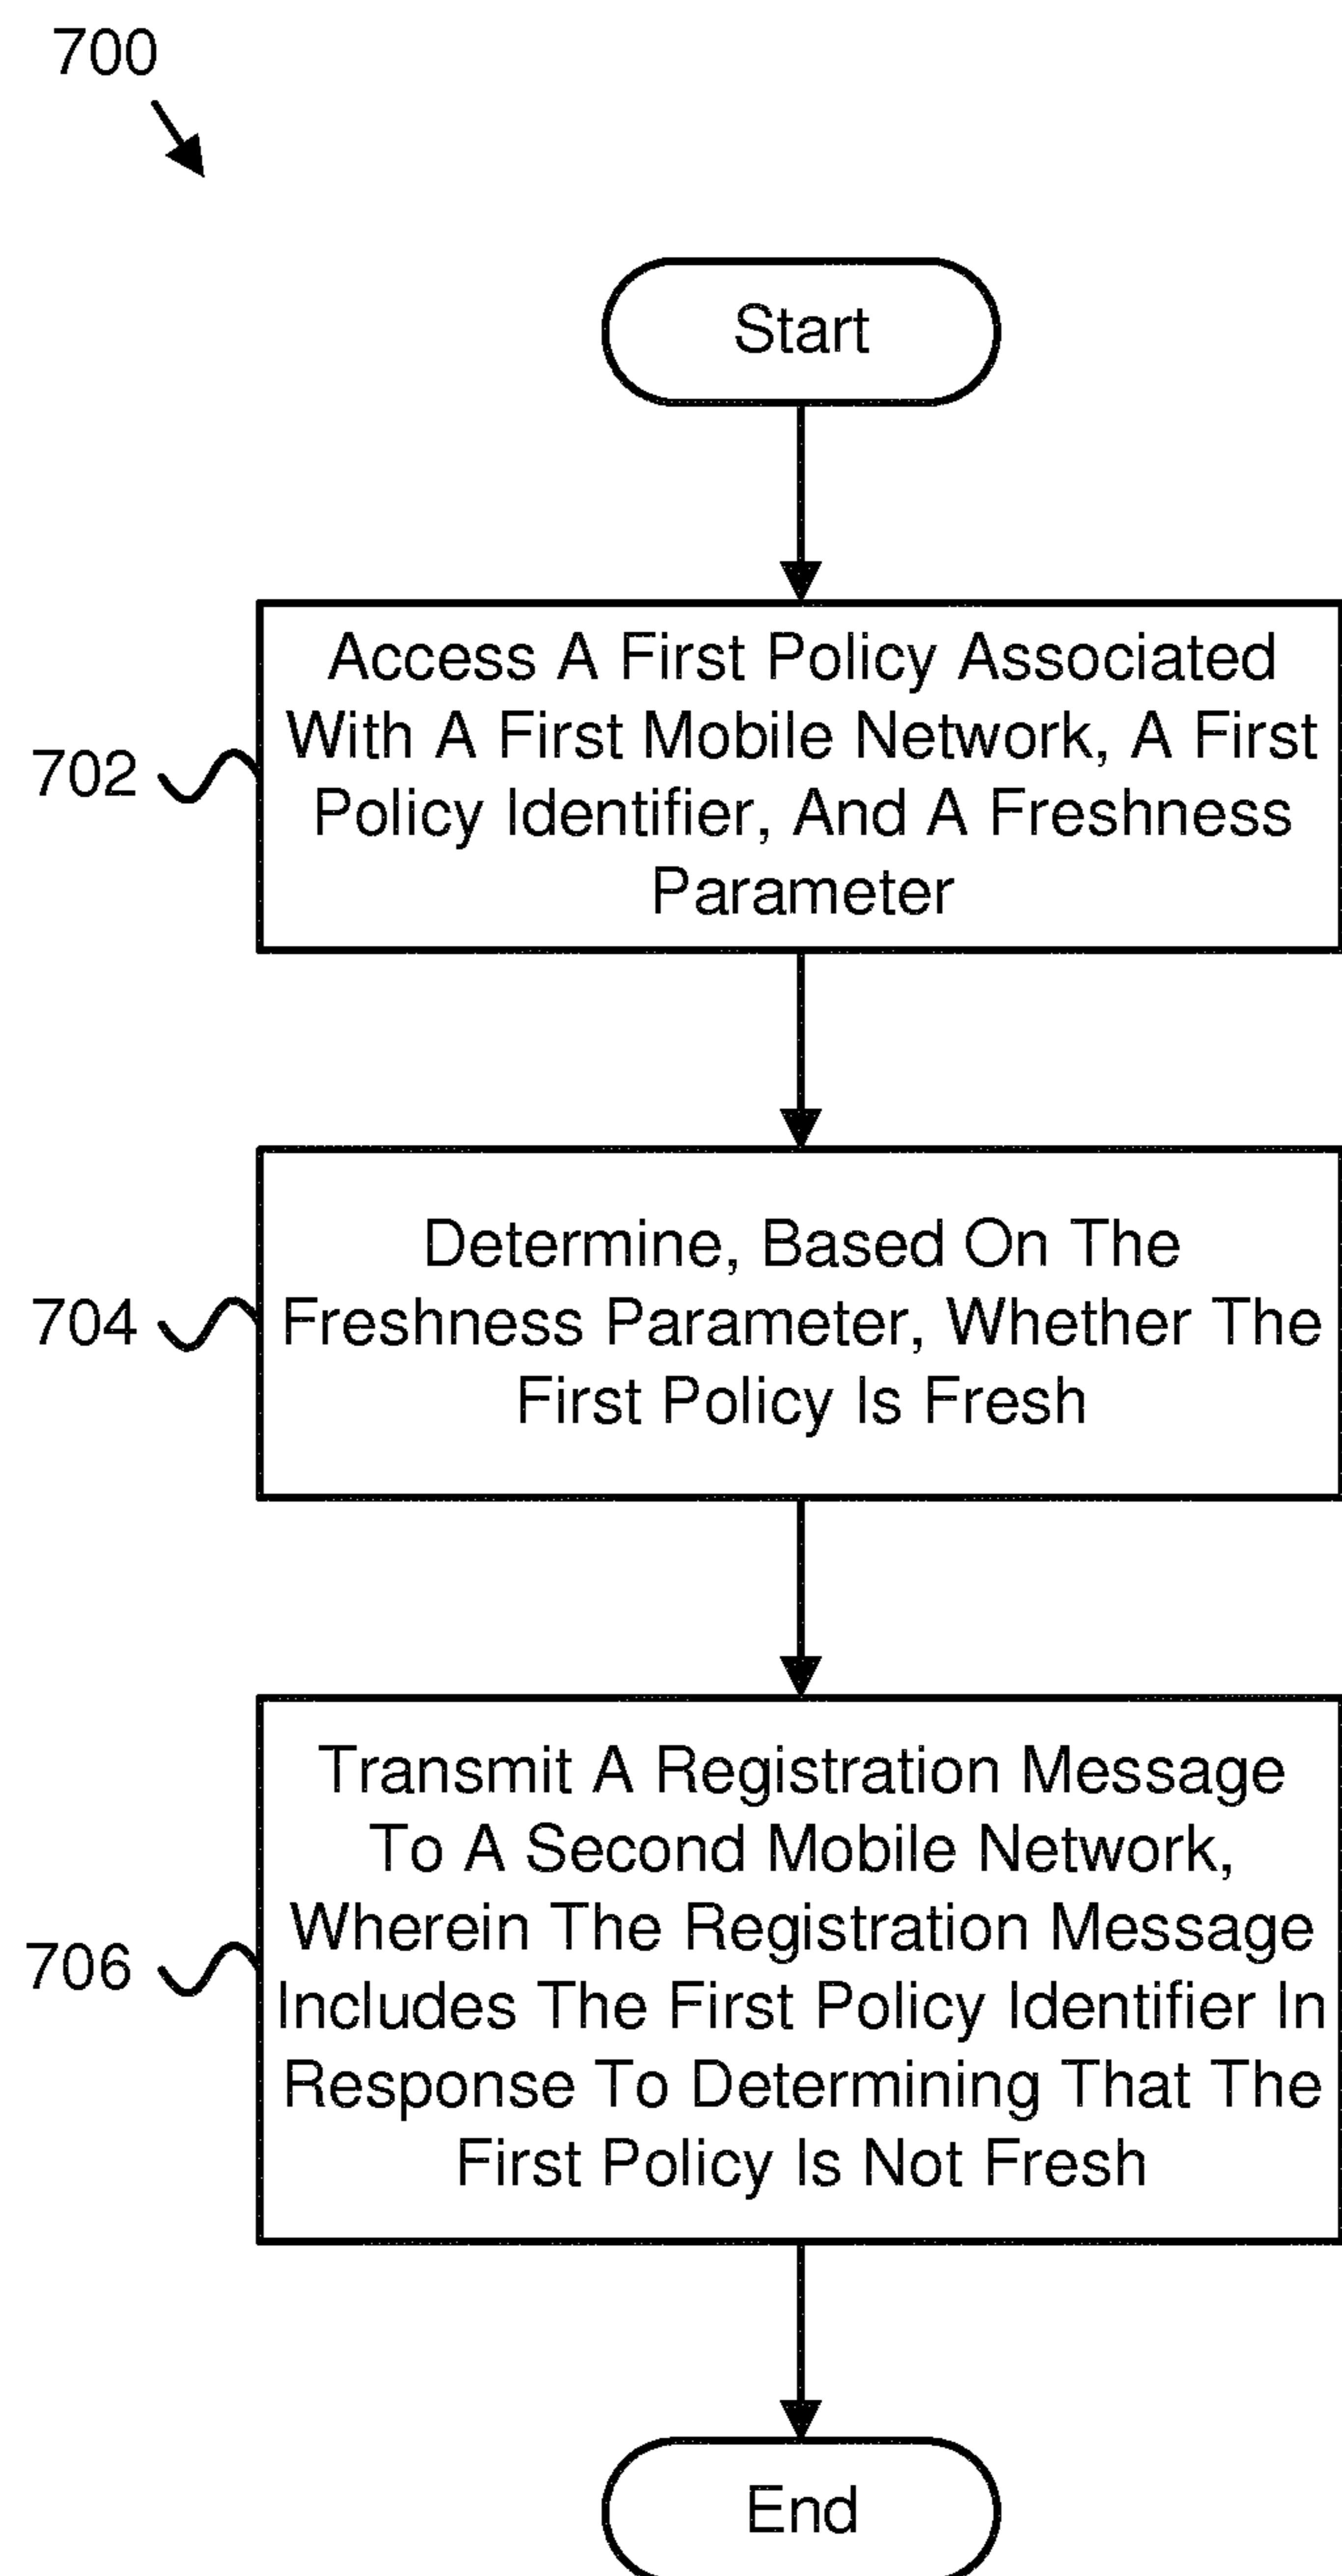 700
Start
702
Access A First Policy Associated
With A First Mobile Network, A First
Policy Identifier, And A Freshness
Parameter
704
Determine, Based On The
Freshness Parameter, Whether The
First Policy Is Fresh
706
Transmit A Registration Message
To A Second Mobile Network,
Wherein The Registration Message
Includes The First Policy Identifier In
Response To Determining That The
First Policy Is Not Fresh
End